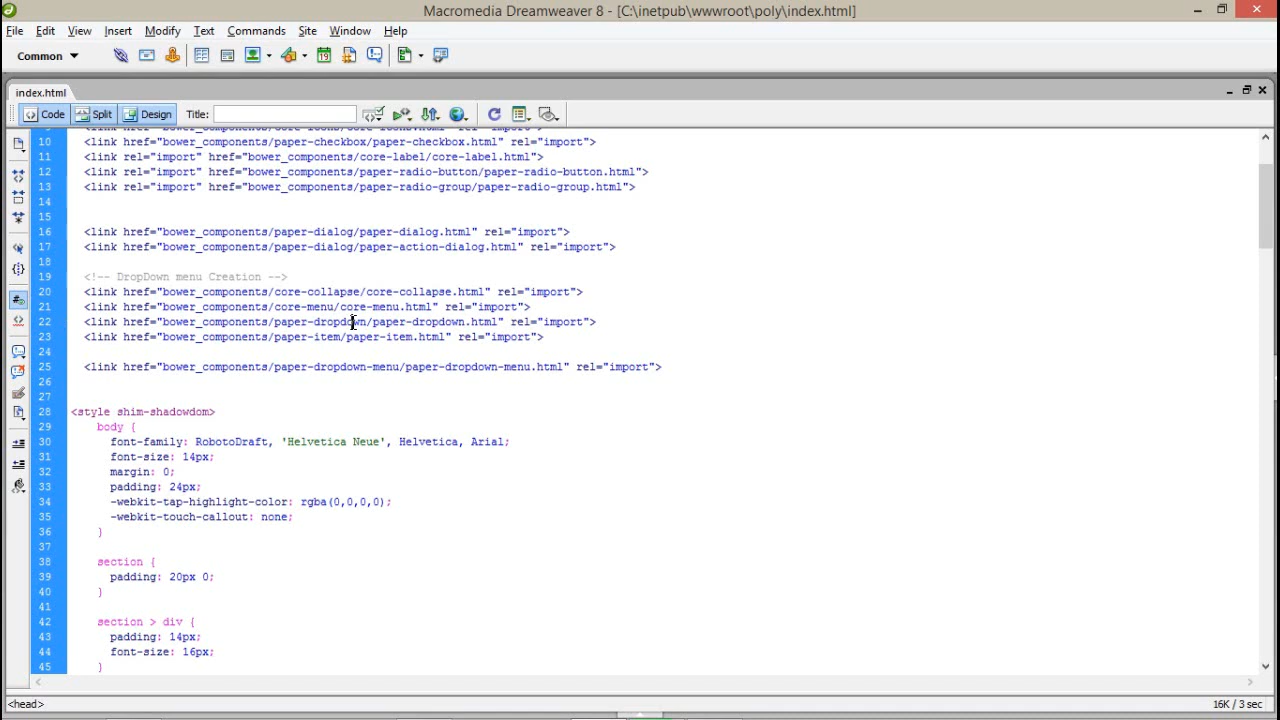 Macromedia Dreamweaver 8 - [C:\inetpub\wwwroot\poly\index.html]
File Edit View Insert Modify Text Commands Site Window Help
Common
index.html
Code Split Design Title:
10 <link href="bower_components/paper-checkbox/paper-checkbox.html" rel="import">
11 <link rel="import" href="bower_components/core-label/core-label.html">
12 <link rel="import" href="bower_components/paper-radio-button/paper-radio-button.html">
13 <link rel="import" href="bower_components/paper-radio-group/paper-radio-group.html">
14
15
16 <link href="bower_components/paper-dialog/paper-dialog.html" rel="import">
17 <link href="bower_components/paper-dialog/paper-action-dialog.html" rel="import">
18
19 <!-- DropDown menu Creation -->
20 <link href="bower_components/core-collapse/core-collapse.html" rel="import">
21 <link href="bower_components/core-menu/core-menu.html" rel="import">
22 <link href="bower_components/paper-dropdown/paper-dropdown.html" rel="import">
23 <link href="bower_components/paper-item/paper-item.html" rel="import">
24
25 <link href="bower_components/paper-dropdown-menu/paper-dropdown-menu.html" rel="import">
26
27
28 <style shim-shadowdom>
29 body {
30 font-family: RobotoDraft, 'Helvetica Neue', Helvetica, Arial;
31 font-size: 14px;
32 margin: 0;
33 padding: 24px;
34 -webkit-tap-highlight-color: rgba(0,0,0,0);
35 -webkit-touch-callout: none;
36 }
37
38 section {
39 padding: 20px 0;
40 }
41
42 section > div {
43 padding: 14px;
44 font-size: 16px;
45 }
<head> 16K / 3 sec